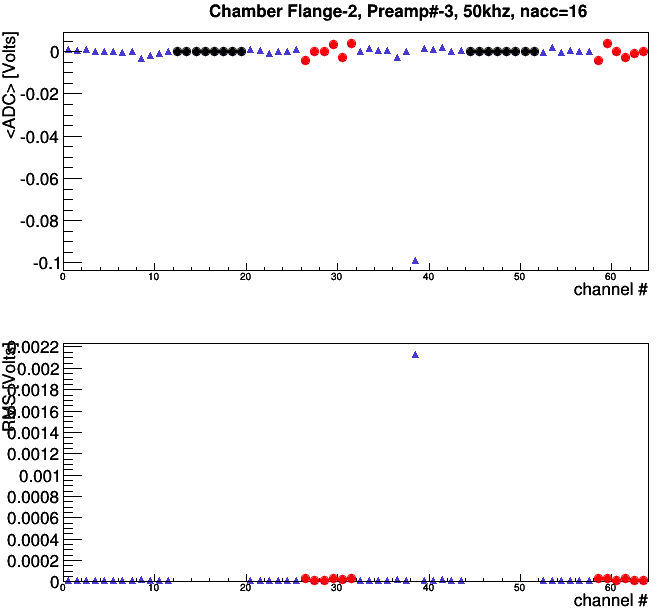 Chamber Flange-2, Preamp#-3, 50khz, nacc=16
<ADC> [Volts]
0
-0.02
-0.04
-0.06
-0.08
-0.1
0 10 20 30 40 50 60
channel #
RMS [Volts]
0.0022
0.002
0.0018
0.0016
0.0014
0.0012
0.001
0.0008
0.0006
0.0004
0.0002
0
0 10 20 30 40 50 60
channel #